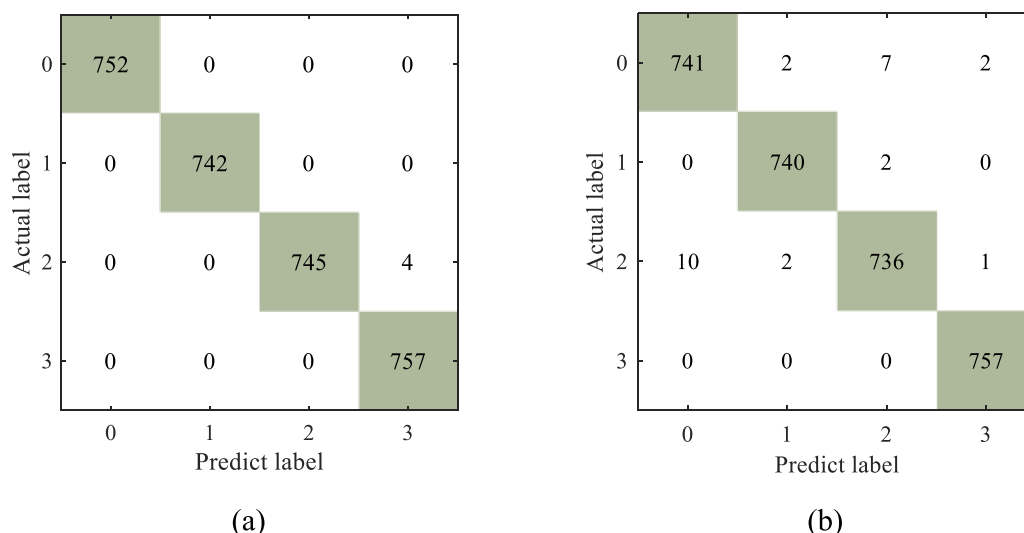 0 752 0 0 0
1 0 742 0 0
2 0 0 745 4
3 0 0 0 757
0 1 2 3
Actual label
Predict label
(a)
0 741 2 7 2
1 0 740 2 0
2 10 2 736 1
3 0 0 0 757
0 1 2 3
Actual label
Predict label
(b)